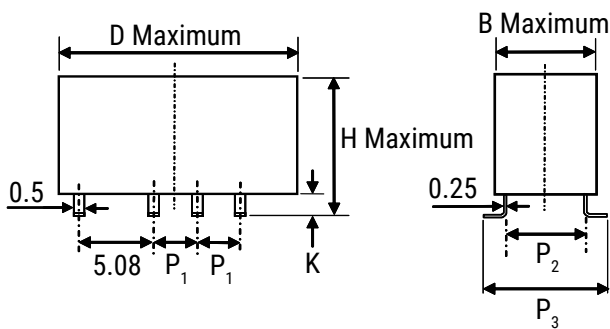 D Maximum
B Maximum
H Maximum
0.5
0.25
5.08
P₁
P₁
K
P₂
P₃